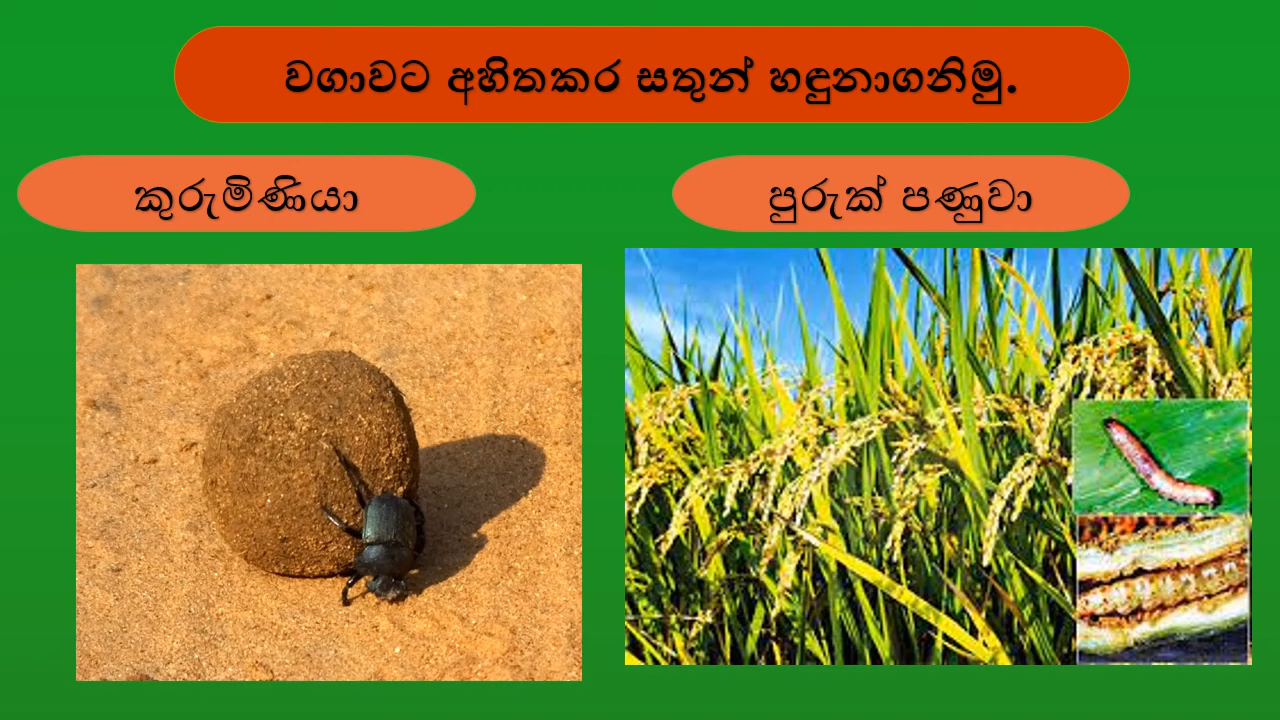 වගාවට අහිතකර සතුන් හඳුනාගනිමු.
කුරුමිණියා
පුරුක් පණුවා